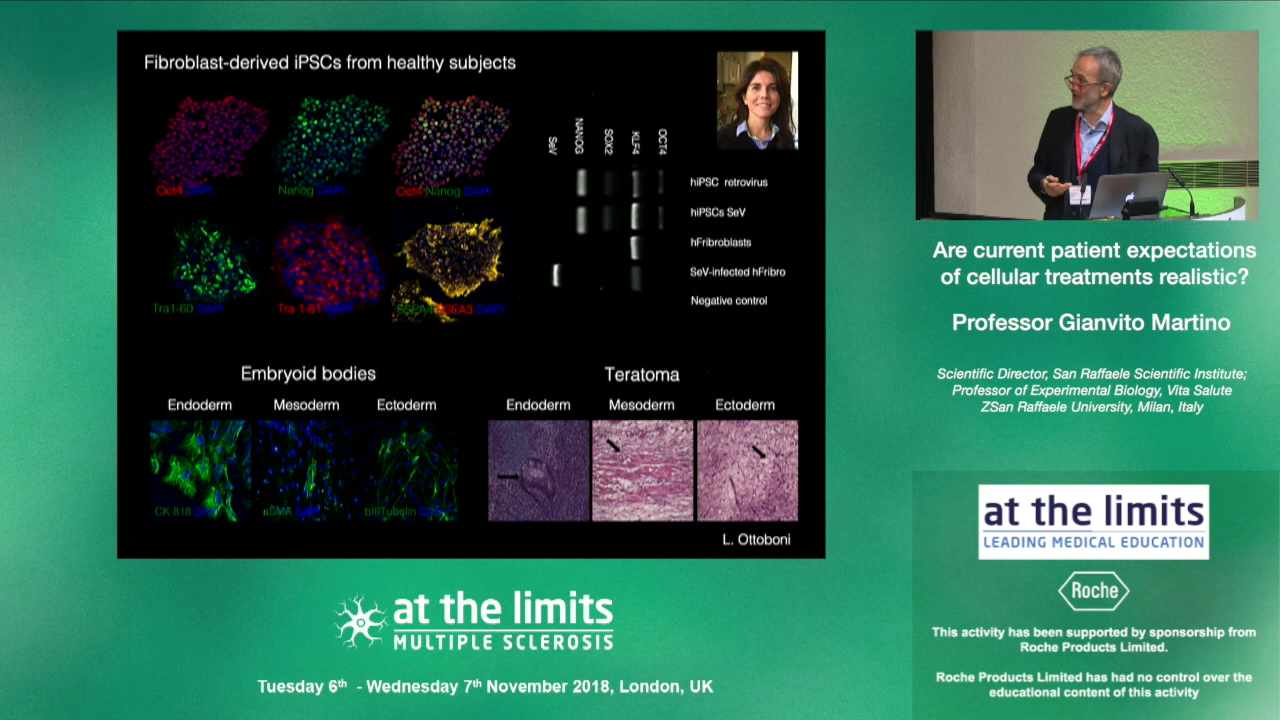 Fibroblast-derived iPSCs from healthy subjects
Oct4 DAPI
Nanog DAPI
Oct4 Nanog DAPI
Tra1-60 DAPI
Tra 1-81 DAPI
SSEA3 DAPI
SeV
NANOG
SOX2
KLF4
OCT4
hiPSC retrovirus
hiPSCs SeV
hFribroblasts
SeV-infected hFribro
Negative control
Embryoid bodies
Endoderm
Mesoderm
Ectoderm
CK 818
aSMA
bIIITubulin
Teratoma
Endoderm
Mesoderm
Ectoderm
L. Ottoboni
at the limits
MULTIPLE SCLEROSIS
Tuesday 6th - Wednesday 7th November 2018, London, UK
Are current patient expectations
of cellular treatments realistic?
Professor Gianvito Martino
Scientific Director, San Raffaele Scientific Institute;
Professor of Experimental Biology, Vita Salute
ZSan Raffaele University, Milan, Italy
at the limits
LEADING MEDICAL EDUCATION
Roche
This activity has been supported by sponsorship from
Roche Products Limited.
Roche Products Limited has had no control over the
educational content of this activity